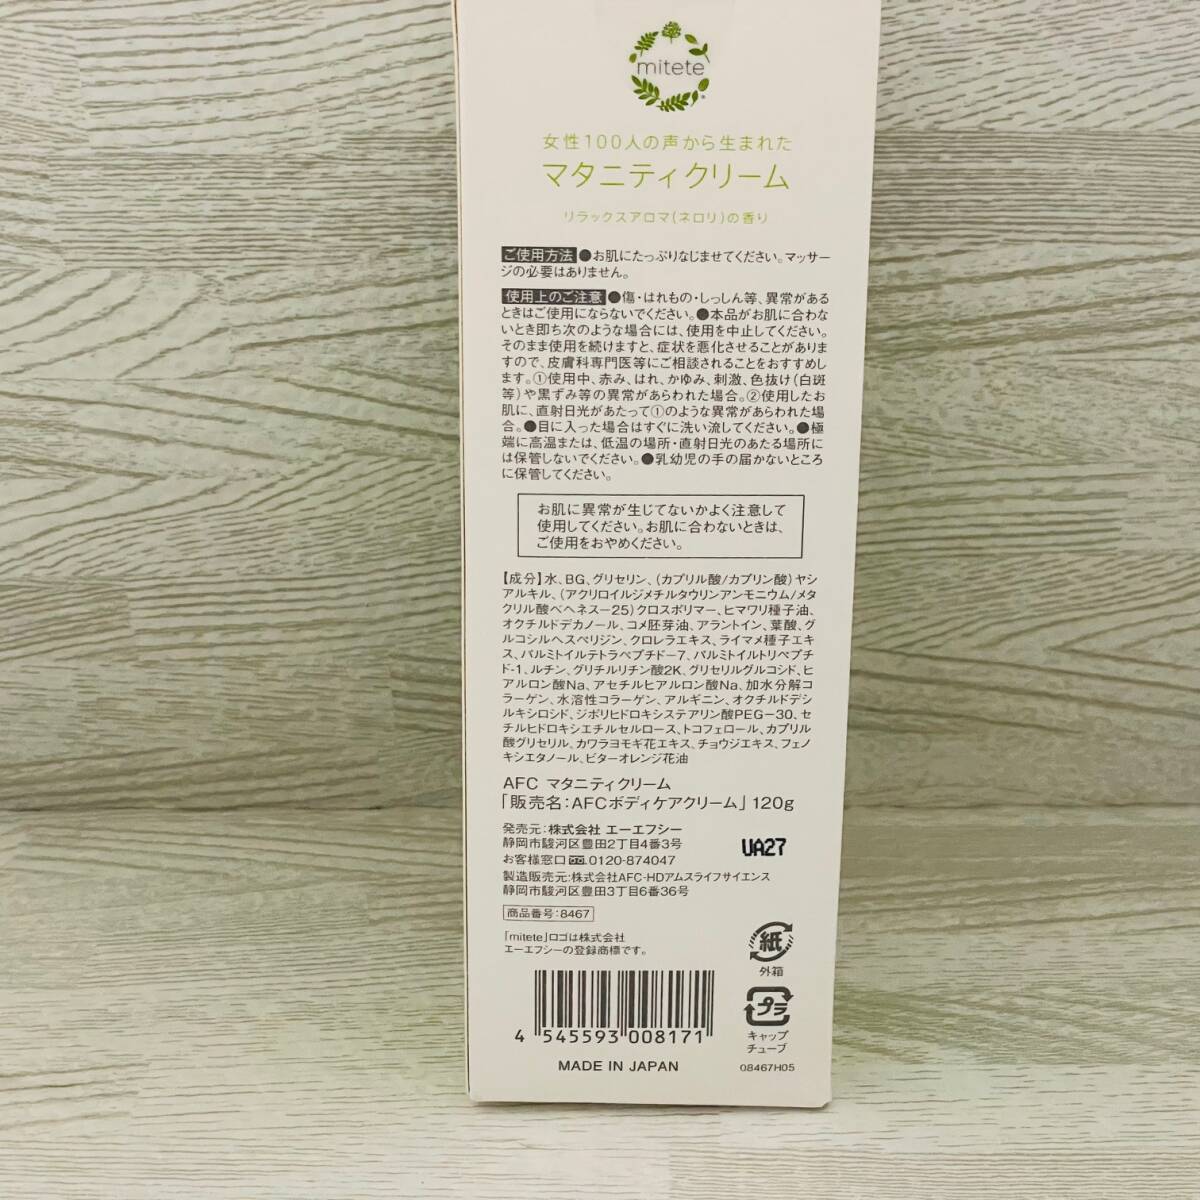 mitete
女性100人の声から生まれた
マタニティクリーム
リラックスアロマ(ネロリ)の香り
ご使用方法 ●お肌にたっぷりなじませてください。マッサー
ジの必要はありません。
使用上のご注意 ●傷・はれもの・しっしん等、異常がある
ときはご使用にならないでください。●本品がお肌に合わ
ないとき即ち次のような場合には、使用を中止してください。
そのまま使用を続けますと、症状を悪化させることがありま
すので、皮膚科専門医等にご相談されることをおすすめし
ます。①使用中、赤み、はれ、かゆみ、刺激、色抜け(白斑
等)や黒ずみ等の異常があらわれた場合。②使用したお
肌に、直射日光があたって①のような異常があらわれた場
合。●目に入った場合はすぐに洗い流してください。●極
端に高温または、低温の場所・直射日光のあたる場所に
は保管しないでください。●乳幼児の手の届かないところ
に保管してください。
お肌に異常が生じてないかよく注意して
使用してください。お肌に合わないときは、
ご使用をおやめください。
【成分】水、BG、グリセリン、(カプリル酸/カプリン酸)ヤシ
アルキル、(アクリロイルジメチルタウリンアンモニウム/メタ
クリル酸ベヘネス-25)クロスポリマー、ヒマワリ種子油、
オクチルドデカノール、コメ胚芽油、アラントイン、葉酸、グ
ルコシルヘスペリジン、クロレラエキス、ライマメ種子エキ
ス、パルミトイルテトラペプチド-7、パルミトイルトリペプチ
ド-1、ルチン、グリチルリチン酸2K、グリセリルグルコシド、ヒ
アルロン酸Na、アセチルヒアルロン酸Na、加水分解コ
ラーゲン、水溶性コラーゲン、アルギニン、オクチルドデシ
ルキシロシド、ジポリヒドロキシステアリン酸PEG-30、セ
チルヒドロキシエチルセルロース、トコフェロール、カプリル
酸グリセリル、カワラヨモギ花エキス、チョウジエキス、フェノ
キシエタノール、ビターオレンジ花油
AFC マタニティクリーム
「販売名:AFCボディケアクリーム」120g
発売元:株式会社 エーエフシー
静岡市駿河区豊田2丁目4番3号
お客様窓口 0120-874047
UA27
製造販売元:株式会社AFC-HDアムスライフサイエンス
静岡市駿河区豊田3丁目6番36号
商品番号:8467
「mitete」ロゴは株式会社
エーエフシーの登録商標です。
紙
外箱
プラ
キャップ
チューブ
4 545593 008171
MADE IN JAPAN
08467H05